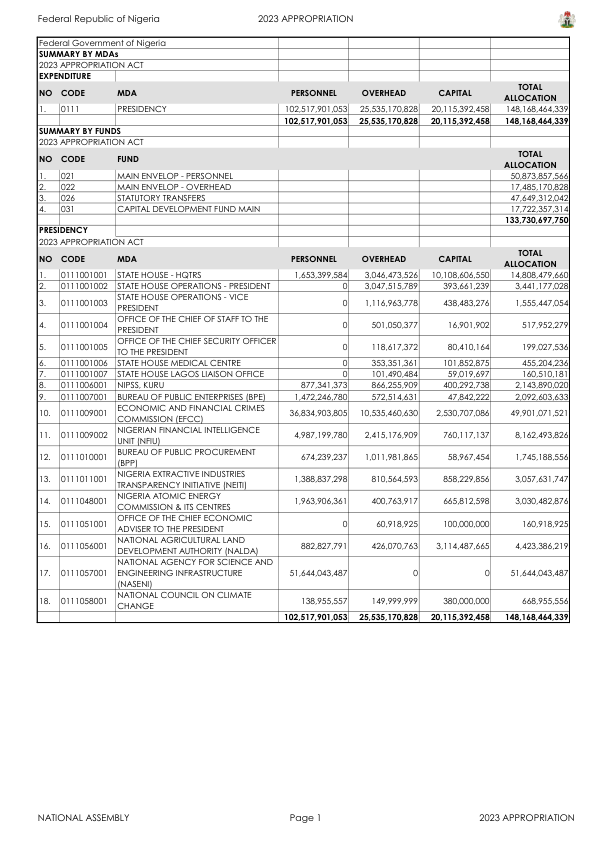 Federal Republic of Nigeria 2023 APPROPRIATION
Federal Government of Nigeria
SUMMARY BY MDAs
2023 APPROPRIATION ACT
EXPENDITURE
NO CODE MDA PERSONNEL OVERHEAD CAPITAL TOTAL ALLOCATION
1. 0111 PRESIDENCY 102,517,901,053 25,535,170,828 20,115,392,458 148,168,464,339
102,517,901,053 25,535,170,828 20,115,392,458 148,168,464,339
SUMMARY BY FUNDS
2023 APPROPRIATION ACT
NO CODE FUND TOTAL ALLOCATION
1. 021 MAIN ENVELOP - PERSONNEL 50,873,857,566
2. 022 MAIN ENVELOP - OVERHEAD 17,485,170,828
3. 026 STATUTORY TRANSFERS 47,649,312,042
4. 031 CAPITAL DEVELOPMENT FUND MAIN 17,722,357,314
133,730,697,750
PRESIDENCY
2023 APPROPRIATION ACT
NO CODE MDA PERSONNEL OVERHEAD CAPITAL TOTAL ALLOCATION
1. 0111001001 STATE HOUSE - HQTRS 1,653,399,584 3,046,473,526 10,108,606,550 14,808,479,660
2. 0111001002 STATE HOUSE OPERATIONS - PRESIDENT 0 3,047,515,789 393,661,239 3,441,177,028
3. 0111001003 STATE HOUSE OPERATIONS - VICE PRESIDENT 0 1,116,963,778 438,483,276 1,555,447,054
4. 0111001004 OFFICE OF THE CHIEF OF STAFF TO THE PRESIDENT 0 501,050,377 16,901,902 517,952,279
5. 0111001005 OFFICE OF THE CHIEF SECURITY OFFICER TO THE PRESIDENT 0 118,617,372 80,410,164 199,027,536
6. 0111001006 STATE HOUSE MEDICAL CENTRE 0 353,351,361 101,852,875 455,204,236
7. 0111001007 STATE HOUSE LAGOS LIAISON OFFICE 0 101,490,484 59,019,697 160,510,181
8. 0111006001 NIPSS, KURU 877,341,373 866,255,909 400,292,738 2,143,890,020
9. 0111007001 BUREAU OF PUBLIC ENTERPRISES (BPE) 1,472,246,780 572,514,631 47,842,222 2,092,603,633
10. 0111009001 ECONOMIC AND FINANCIAL CRIMES COMMISSION (EFCC) 36,834,903,805 10,535,460,630 2,530,707,086 49,901,071,521
11. 0111009002 NIGERIAN FINANCIAL INTELLIGENCE UNIT (NFIU) 4,987,199,780 2,415,176,909 760,117,137 8,162,493,826
12. 0111010001 BUREAU OF PUBLIC PROCUREMENT (BPP) 674,239,237 1,011,981,865 58,967,454 1,745,188,556
13. 0111011001 NIGERIA EXTRACTIVE INDUSTRIES TRANSPARENCY INITIATIVE (NEITI) 1,388,837,298 810,564,593 858,229,856 3,057,631,747
14. 0111048001 NIGERIA ATOMIC ENERGY COMMISSION & ITS CENTRES 1,963,906,361 400,763,917 665,812,598 3,030,482,876
15. 0111051001 OFFICE OF THE CHIEF ECONOMIC ADVISER TO THE PRESIDENT 0 60,918,925 100,000,000 160,918,925
16. 0111056001 NATIONAL AGRICULTURAL LAND DEVELOPMENT AUTHORITY (NALDA) 882,827,791 426,070,763 3,114,487,665 4,423,386,219
17. 0111057001 NATIONAL AGENCY FOR SCIENCE AND ENGINEERING INFRASTRUCTURE (NASENI) 51,644,043,487 0 0 51,644,043,487
18. 0111058001 NATIONAL COUNCIL ON CLIMATE CHANGE 138,955,557 149,999,999 380,000,000 668,955,556
102,517,901,053 25,535,170,828 20,115,392,458 148,168,464,339
NATIONAL ASSEMBLY Page 1 2023 APPROPRIATION